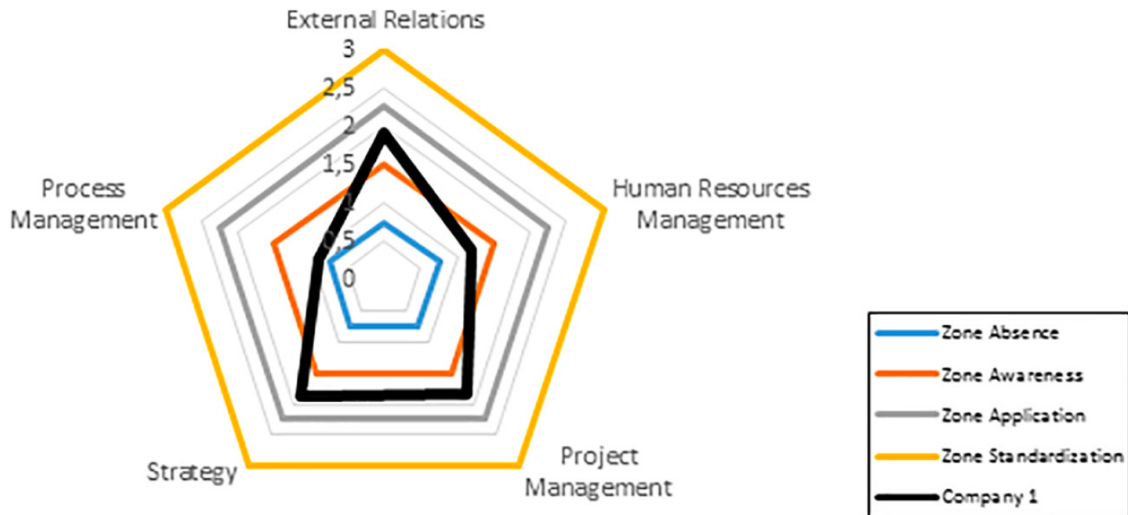 External Relations
3
2,5
2
1,5
1
0,5
0
Process
Management
Human Resources
Management
Strategy
Project
Management
Zone Absence
Zone Awareness
Zone Application
Zone Standardization
Company 1